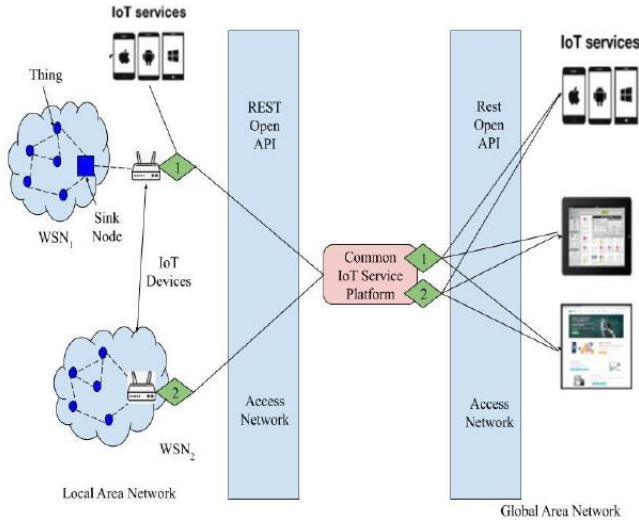 IoT services
Thing
1
Sink
Node
WSN1
IoT
Devices
2
WSN2
Local Area Network
REST
Open
API
Access
Network
Common
IoT Service
Platform
1
2
Rest
Open
API
Access
Network
IoT services
Global Area Network